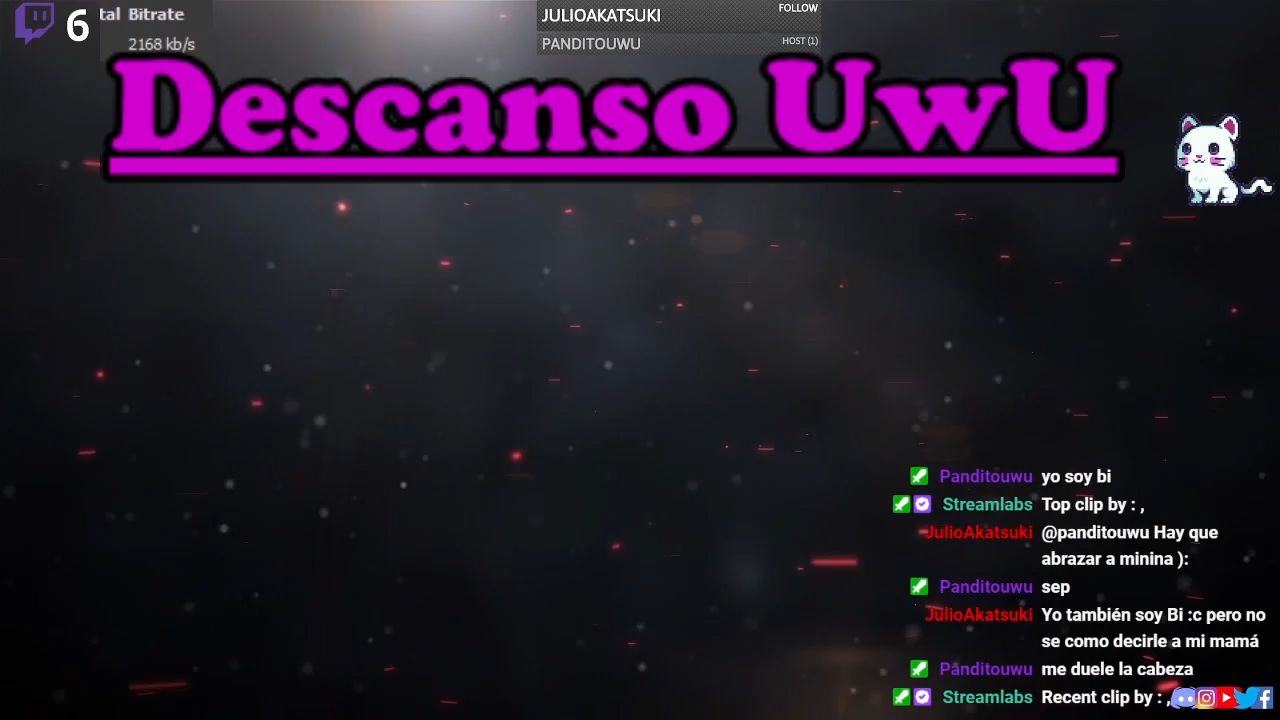 6
tal Bitrate
2168 kb/s
JULIOAKATSUKI FOLLOW
PANDITOUWU HOST (1)
Descanso UwU
Panditouwu yo soy bi
Streamlabs Top clip by : ,
JulioAkatsuki @panditouwu Hay que
abrazar a minina ):
Panditouwu sep
JulioAkatsuki Yo también soy Bi :c pero no
se como decirle a mi mamá
Panditouwu me duele la cabeza
Streamlabs Recent clip by : ,